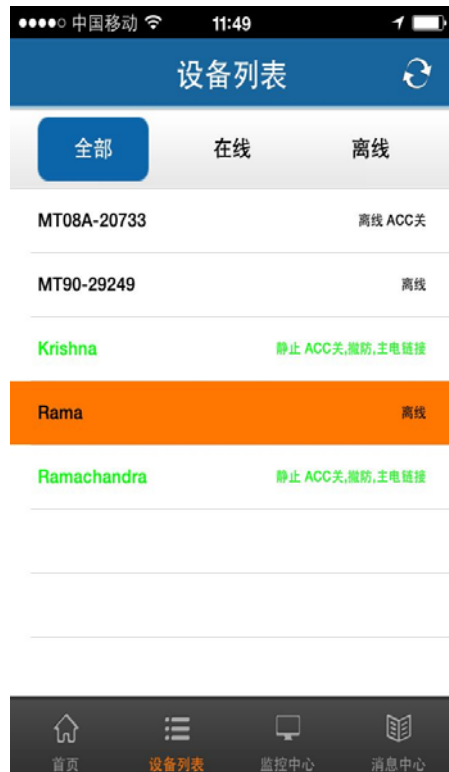 中国移动 11:49
设备列表
全部 在线 离线
MT08A-20733 离线 ACC关
MT90-29249 离线
Krishna 静止 ACC关,撤防,主电链接
Rama 离线
Ramachandra 静止 ACC关,撤防,主电链接
首页 设备列表 监控中心 消息中心